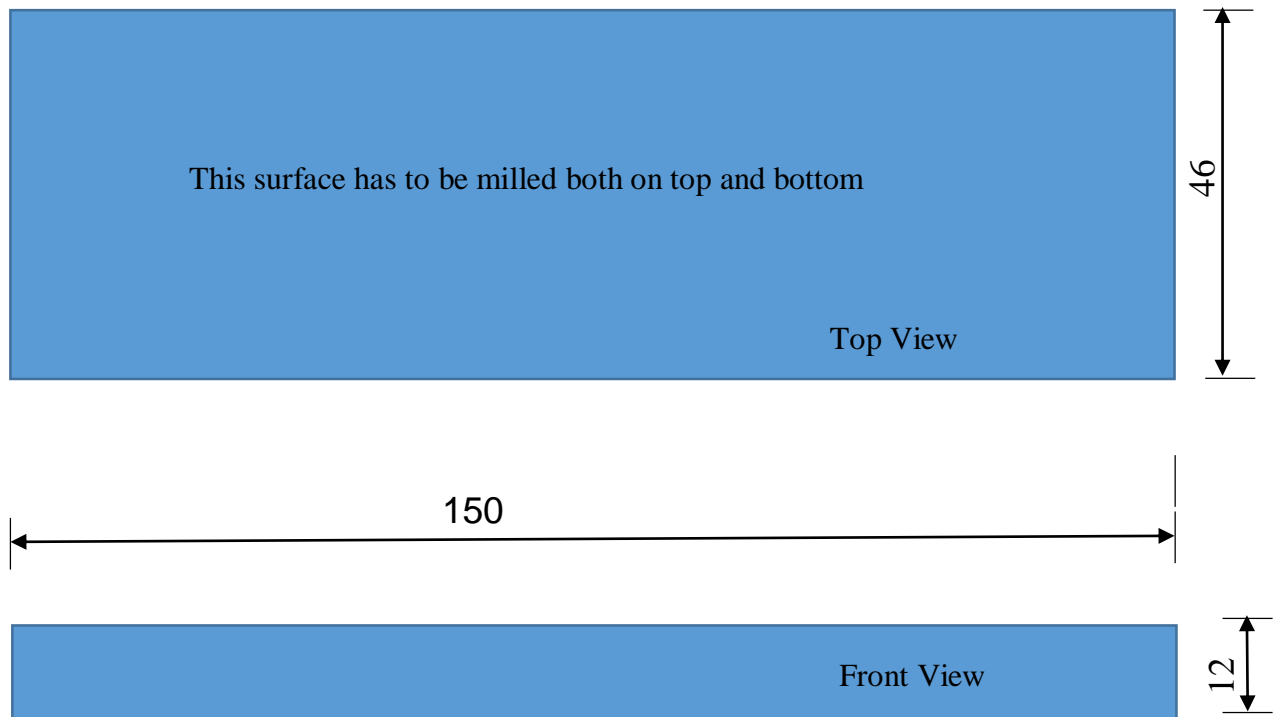 This surface has to be milled both on top and bottom
46
Top View
150
Front View
12